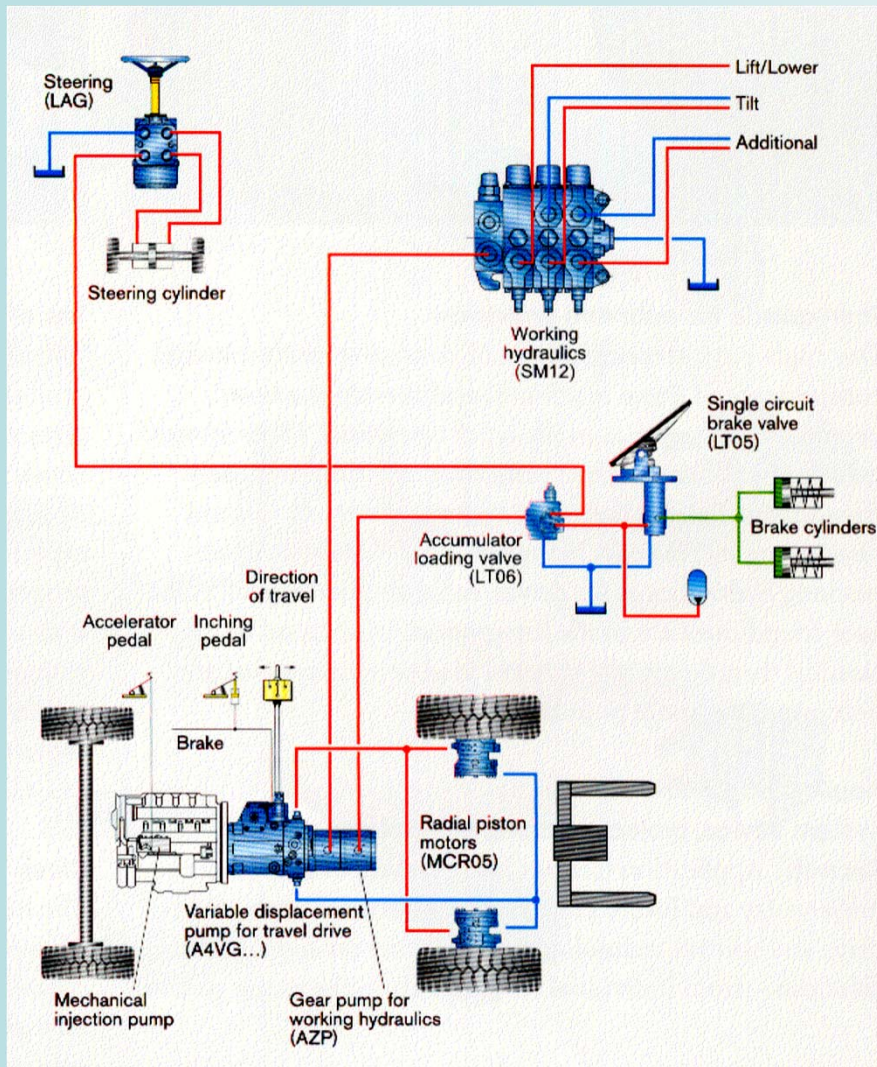 Steering
(LAG)
Steering cylinder
Lift/Lower
Tilt
Additional
Working
hydraulics
(SM12)
Single circuit
brake valve
(LT05)
Brake cylinders
Accumulator
loading valve
(LT06)
Direction
of travel
Accelerator
pedal
Inching
pedal
Brake
Radial piston
motors
(MCR05)
Variable displacement
pump for travel drive
(A4VG...)
Mechanical
injection pump
Gear pump for
working hydraulics
(AZP)